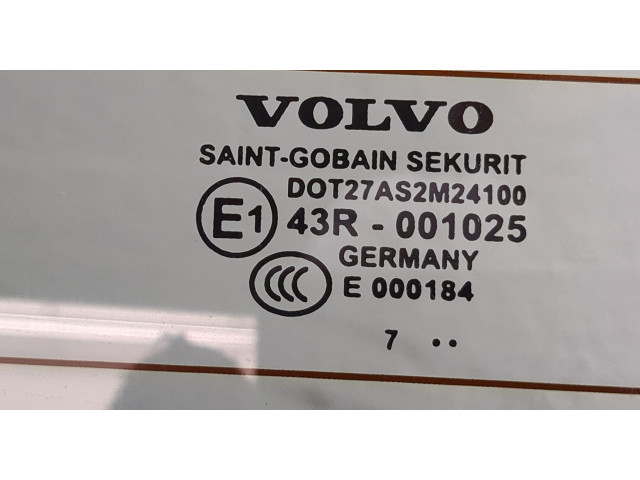 VOLVO
SAINT-GOBAIN SEKURIT
DOT27AS2M24100
E1 43R - 001025
GERMANY
CCC E 000184
7 ..